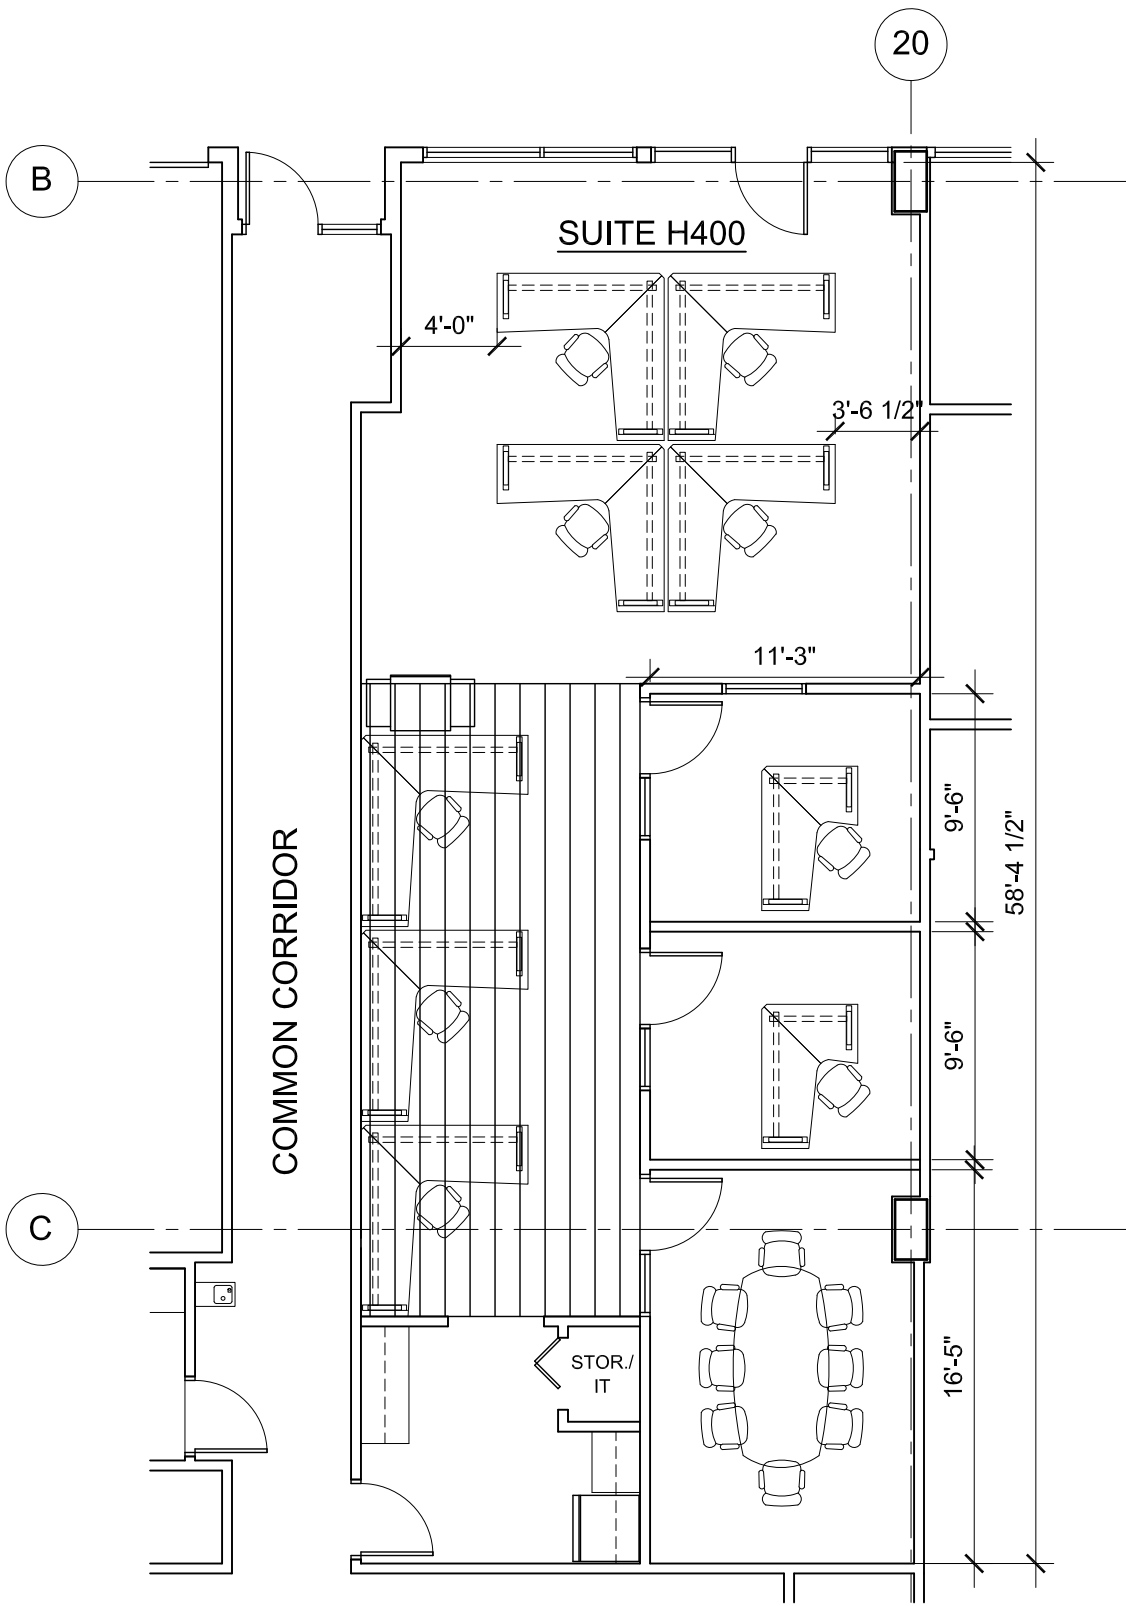 20
B
SUITE H400
4'-0"
3'-6 1/2"
11'-3"
9'-6"
58'-4 1/2"
COMMON CORRIDOR
9'-6"
C
16'-5"
STOR./
IT